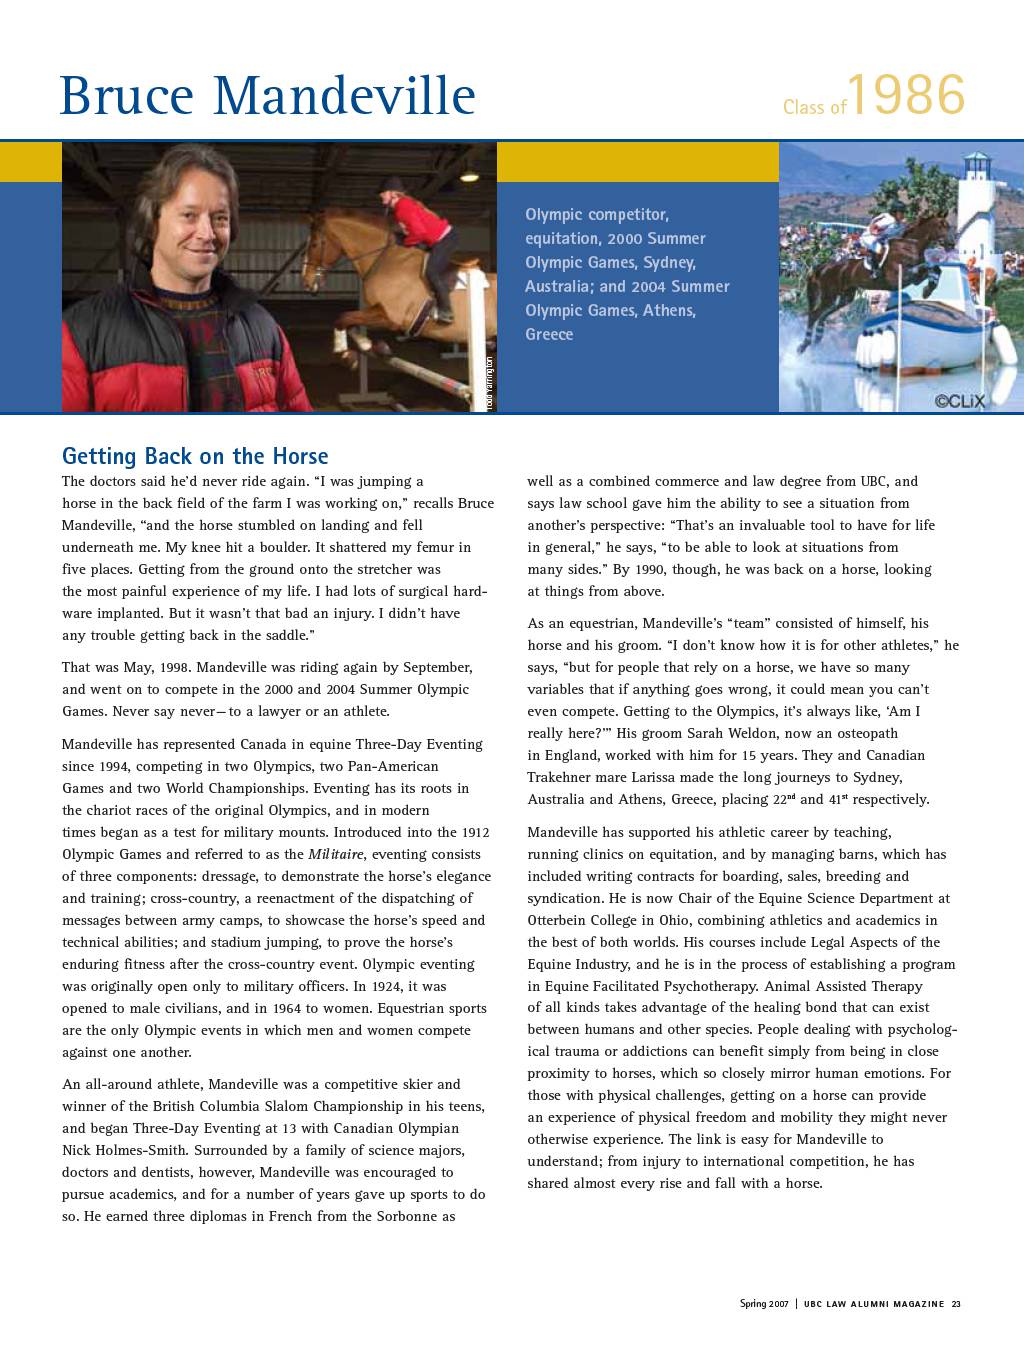 Bruce Mandeville
Class of 1986
Olympic competitor,
equitation, 2000 Summer
Olympic Games, Sydney,
Australia; and 2004 Summer
Olympic Games, Athens,
Greece
Todd Yarrington
©CLiX
Getting Back on the Horse
The doctors said he’d never ride again. “I was jumping a
horse in the back field of the farm I was working on,” recalls Bruce
Mandeville, “and the horse stumbled on landing and fell
underneath me. My knee hit a boulder. It shattered my femur in
five places. Getting from the ground onto the stretcher was
the most painful experience of my life. I had lots of surgical hard-
ware implanted. But it wasn’t that bad an injury. I didn’t have
any trouble getting back in the saddle.”
That was May, 1998. Mandeville was riding again by September,
and went on to compete in the 2000 and 2004 Summer Olympic
Games. Never say never—to a lawyer or an athlete.
Mandeville has represented Canada in equine Three-Day Eventing
since 1994, competing in two Olympics, two Pan-American
Games and two World Championships. Eventing has its roots in
the chariot races of the original Olympics, and in modern
times began as a test for military mounts. Introduced into the 1912
Olympic Games and referred to as the Militaire, eventing consists
of three components: dressage, to demonstrate the horse’s elegance
and training; cross-country, a reenactment of the dispatching of
messages between army camps, to showcase the horse’s speed and
technical abilities; and stadium jumping, to prove the horse’s
enduring fitness after the cross-country event. Olympic eventing
was originally open only to military officers. In 1924, it was
opened to male civilians, and in 1964 to women. Equestrian sports
are the only Olympic events in which men and women compete
against one another.
An all-around athlete, Mandeville was a competitive skier and
winner of the British Columbia Slalom Championship in his teens,
and began Three-Day Eventing at 13 with Canadian Olympian
Nick Holmes-Smith. Surrounded by a family of science majors,
doctors and dentists, however, Mandeville was encouraged to
pursue academics, and for a number of years gave up sports to do
so. He earned three diplomas in French from the Sorbonne as
well as a combined commerce and law degree from UBC, and
says law school gave him the ability to see a situation from
another’s perspective: “That’s an invaluable tool to have for life
in general,” he says, “to be able to look at situations from
many sides.” By 1990, though, he was back on a horse, looking
at things from above.
As an equestrian, Mandeville’s “team” consisted of himself, his
horse and his groom. “I don’t know how it is for other athletes,” he
says, “but for people that rely on a horse, we have so many
variables that if anything goes wrong, it could mean you can’t
even compete. Getting to the Olympics, it’s always like, ‘Am I
really here?’” His groom Sarah Weldon, now an osteopath
in England, worked with him for 15 years. They and Canadian
Trakehner mare Larissa made the long journeys to Sydney,
Australia and Athens, Greece, placing 22nd and 41st respectively.
Mandeville has supported his athletic career by teaching,
running clinics on equitation, and by managing barns, which has
included writing contracts for boarding, sales, breeding and
syndication. He is now Chair of the Equine Science Department at
Otterbein College in Ohio, combining athletics and academics in
the best of both worlds. His courses include Legal Aspects of the
Equine Industry, and he is in the process of establishing a program
in Equine Facilitated Psychotherapy. Animal Assisted Therapy
of all kinds takes advantage of the healing bond that can exist
between humans and other species. People dealing with psycholog-
ical trauma or addictions can benefit simply from being in close
proximity to horses, which so closely mirror human emotions. For
those with physical challenges, getting on a horse can provide
an experience of physical freedom and mobility they might never
otherwise experience. The link is easy for Mandeville to
understand; from injury to international competition, he has
shared almost every rise and fall with a horse.
Spring 2007 | UBC LAW ALUMNI MAGAZINE 23